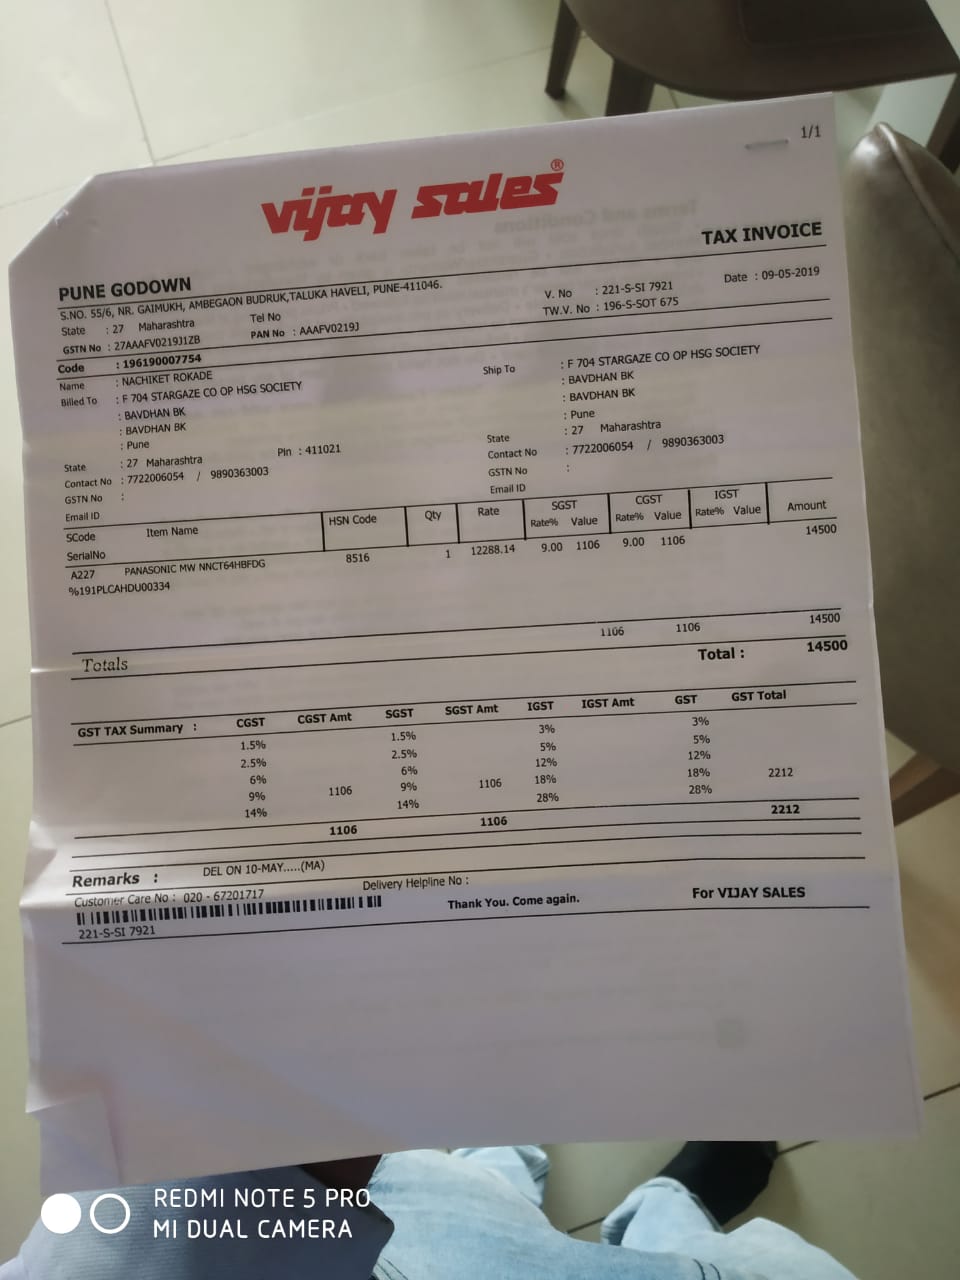 1/1
vijay sales®
TAX INVOICE
PUNE GODOWN
S.NO. 55/6, NR. GAIMUKH, AMBEGAON BUDRUK,TALUKA HAVELI, PUNE-411046.
State : 27 Maharashtra Tel No
GSTN No : 27AAAFV0219J1ZB PAN No : AAAFV0219J
V. No : 221-S-SI 7921 Date : 09-05-2019
TW.V. No : 196-S-SOT 675
Code : 196190007754
Name : NACHIKET ROKADE
Billed To : F 704 STARGAZE CO OP HSG SOCIETY
: BAVDHAN BK
: BAVDHAN BK
: Pune
State : 27 Maharashtra Pin : 411021
Contact No : 7722006054 / 9890363003
GSTN No :
Email ID
Ship To : F 704 STARGAZE CO OP HSG SOCIETY
: BAVDHAN BK
: BAVDHAN BK
: Pune
State : 27 Maharashtra
Contact No : 7722006054 / 9890363003
GSTN No :
Email ID
SCode Item Name HSN Code Qty Rate SGST CGST IGST Amount
SerialNo Rate% Value Rate% Value Rate% Value
A227 PANASONIC MW NNCT64HBFDG 8516 1 12288.14 9.00 1106 9.00 1106 14500
%191PLCAHDU00334
Totals 1106 1106 14500
Total : 14500
GST TAX Summary : CGST CGST Amt SGST SGST Amt IGST IGST Amt GST GST Total
1.5% 1.5% 3% 3%
2.5% 2.5% 5% 5%
6% 6% 12% 12%
9% 1106 9% 1106 18% 18% 2212
14% 14% 28% 28%
1106 1106 2212
Remarks : DEL ON 10-MAY.....(MA)
Customer Care No : 020 - 67201717 Delivery Helpline No :
221-S-SI 7921 Thank You. Come again. For VIJAY SALES
REDMI NOTE 5 PRO
MI DUAL CAMERA